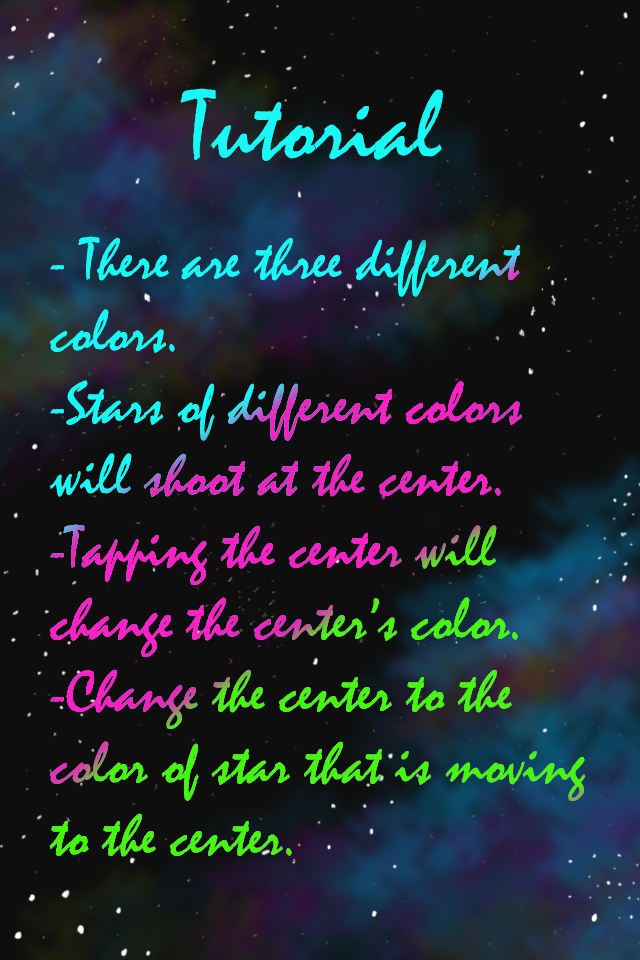 Tutorial
- There are three different
colors.
-Stars of different colors
will shoot at the center.
-Tapping the center will
change the center's color.
-Change the center to the
color of star that is moving
to the center.